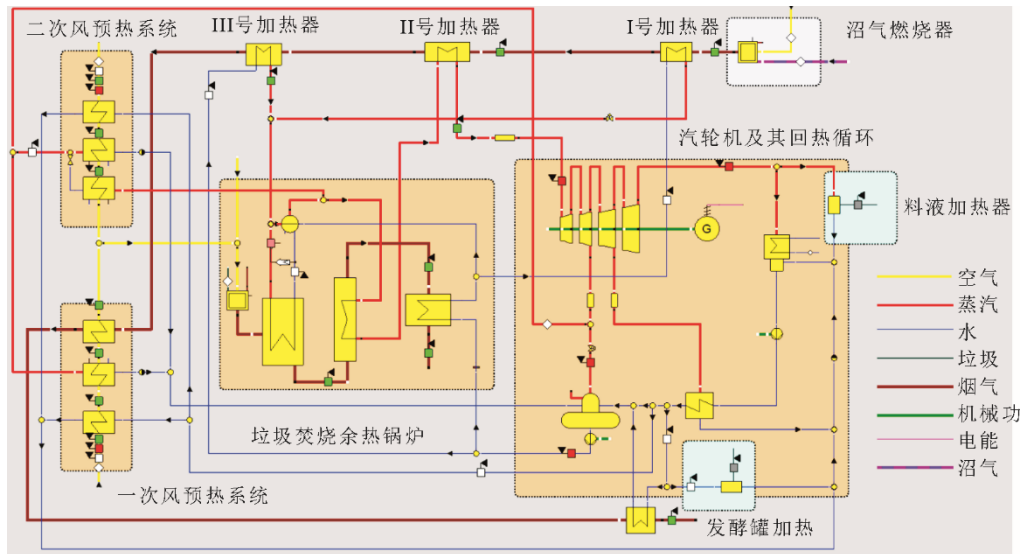 二次风预热系统
III号加热器
II号加热器
I号加热器
沼气燃烧器
汽轮机及其回热循环
G
料液加热器
空气
蒸汽
水
垃圾
烟气
机械功
电能
沼气
垃圾焚烧余热锅炉
一次风预热系统
发酵罐加热